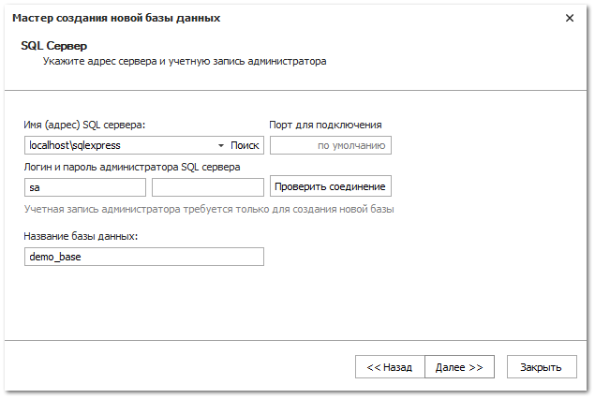 Мастер создания новой базы данных
SQL Сервер
Укажите адрес сервера и учетную запись администратора
Имя (адрес) SQL сервера: Порт для подключения
localhost\sqlexpress Поиск по умолчанию
Логин и пароль администратора SQL сервера
sa Проверить соединение
Учетная запись администратора требуется только для создания новой базы
Название базы данных:
demo_base
<< Назад Далее >> Закрыть